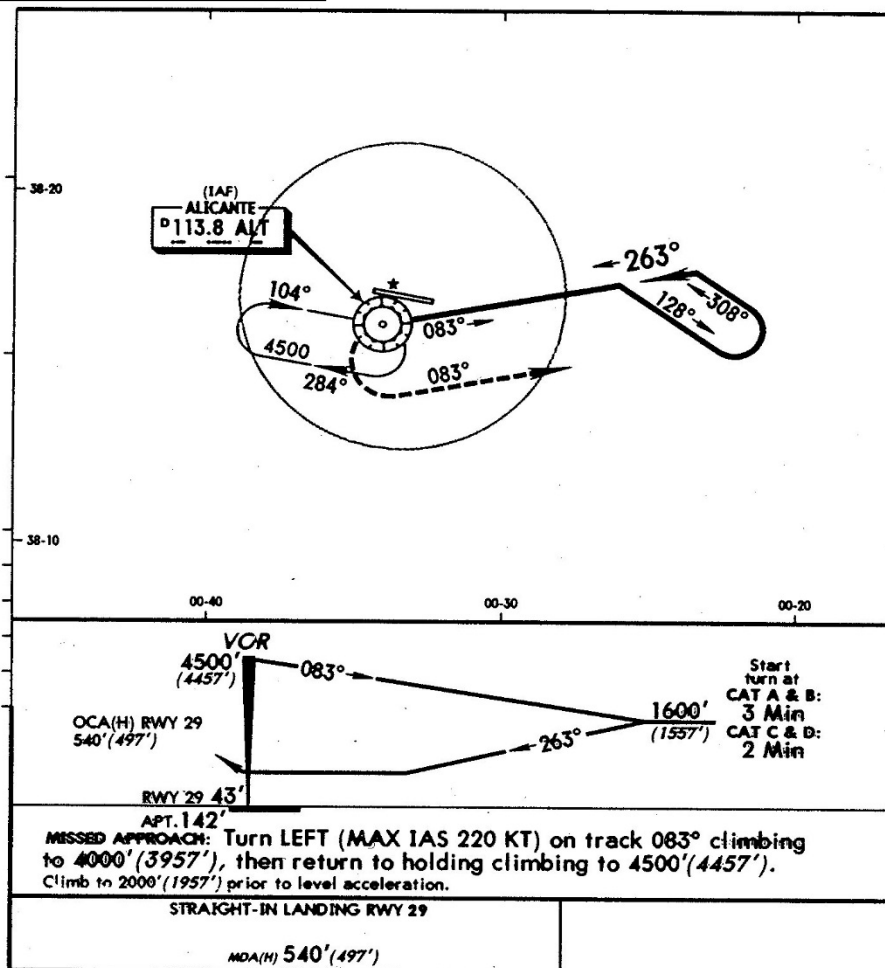 38-20
(IAF)
ALICANTE
D 113.8 ALT
263°
104°
083°
308°
128°
4500
284°
083°
38-10
00-40 00-30 00-20
VOR
4500'
(4457')
083°
OCA(H) RWY 29
540'(497')
263°
1600'
(1557')
Start
turn at
CAT A & B:
3 Min
CAT C & D:
2 Min
RWY 29 43'
APT. 142'
MISSED APPROACH: Turn LEFT (MAX IAS 220 KT) on track 083° climbing
to 4000'(3957'), then return to holding climbing to 4500'(4457').
Climb to 2000'(1957') prior to level acceleration.
STRAIGHT-IN LANDING RWY 29
MDA(H) 540'(497')